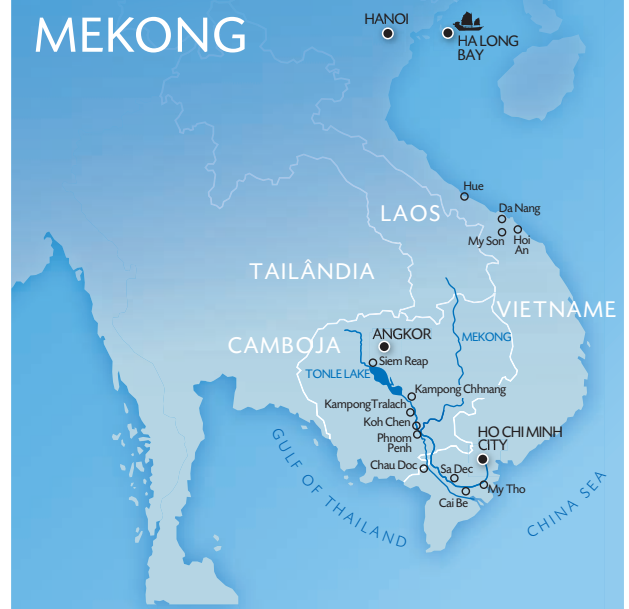 MEKONG
HANOI
HA LONG
BAY
Hue
LAOS
Da Nang
My Son
Hoi
An
TAILÂNDIA
VIETNAME
CAMBOJA
ANGKOR
MEKONG
Siem Reap
TONLE LAKE
Kampong Chhnang
KampongTralach
Koh Chen
Phnom
Penh
HO CHI MINH
CITY
Chau Doc
Sa Dec
My Tho
Cai Be
GULF OF THAILAND
CHINA SEA